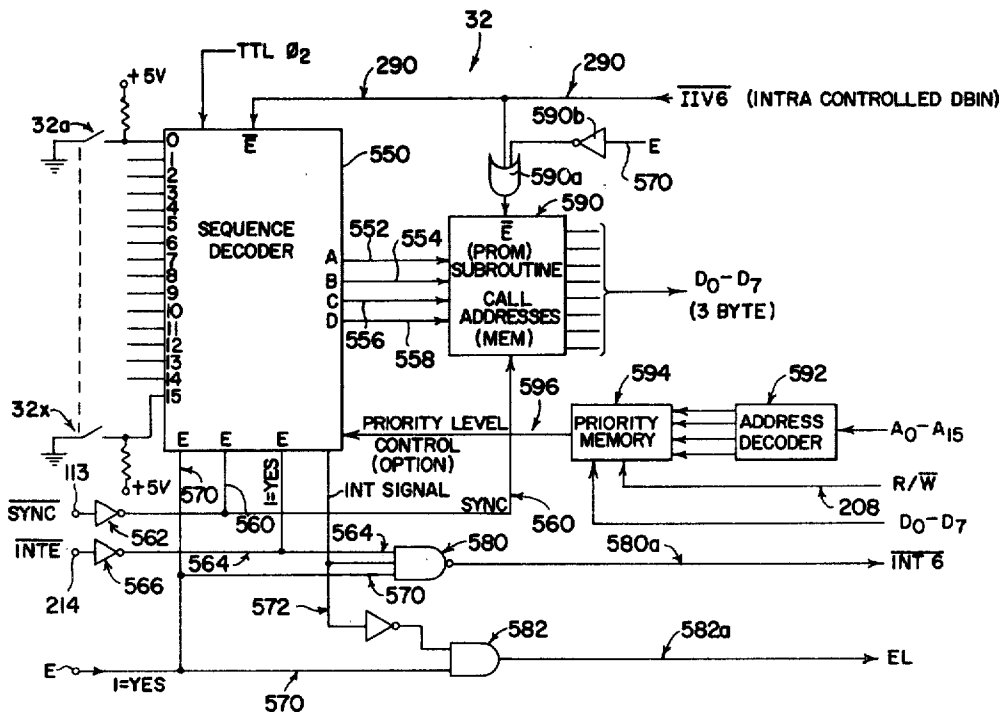 32
TTL Ø2
+5V
290
290
IIV6 (INTRA CONTROLLED DBIN)
32a
590b
E
570
590a
550
590
E
0
1
2
3
4
5
6
7
8
9
10
11
12
13
14
15
SEQUENCE
DECODER
A
B
C
D
552
554
556
558
E
(PROM)
SUBROUTINE
CALL
ADDRESSES
(MEM)
D0-D7
(3 BYTE)
596
594
592
32x
PRIORITY LEVEL
CONTROL
(OPTION)
PRIORITY
MEMORY
ADDRESS
DECODER
A0-A15
E
E
E
113
+5V
570
560
1=YES
INT SIGNAL
SYNC
560
R/W
208
D0-D7
SYNC
562
564
564
580
580a
INT 6
INTE
214
566
570
572
582
582a
E
1=YES
570
EL